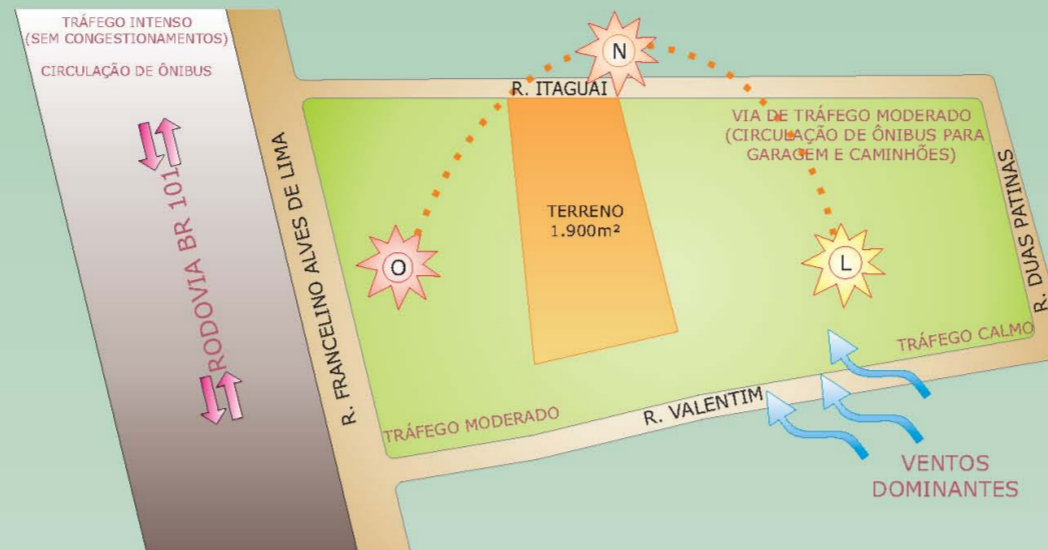 TRÁFEGO INTENSO
(SEM CONGESTIONAMENTOS)
CIRCULAÇÃO DE ÔNIBUS
RODOVIA BR 101
R. FRANCELINO ALVES DE LIMA
R. ITAGUAI
N
VIA DE TRÁFEGO MODERADO
(CIRCULAÇÃO DE ÔNIBUS PARA
GARAGEM E CAMINHÕES)
TERRENO
1.900m²
O
L
R. DUAS PATINAS
TRÁFEGO CALMO
TRÁFEGO MODERADO
R. VALENTIM
VENTOS
DOMINANTES